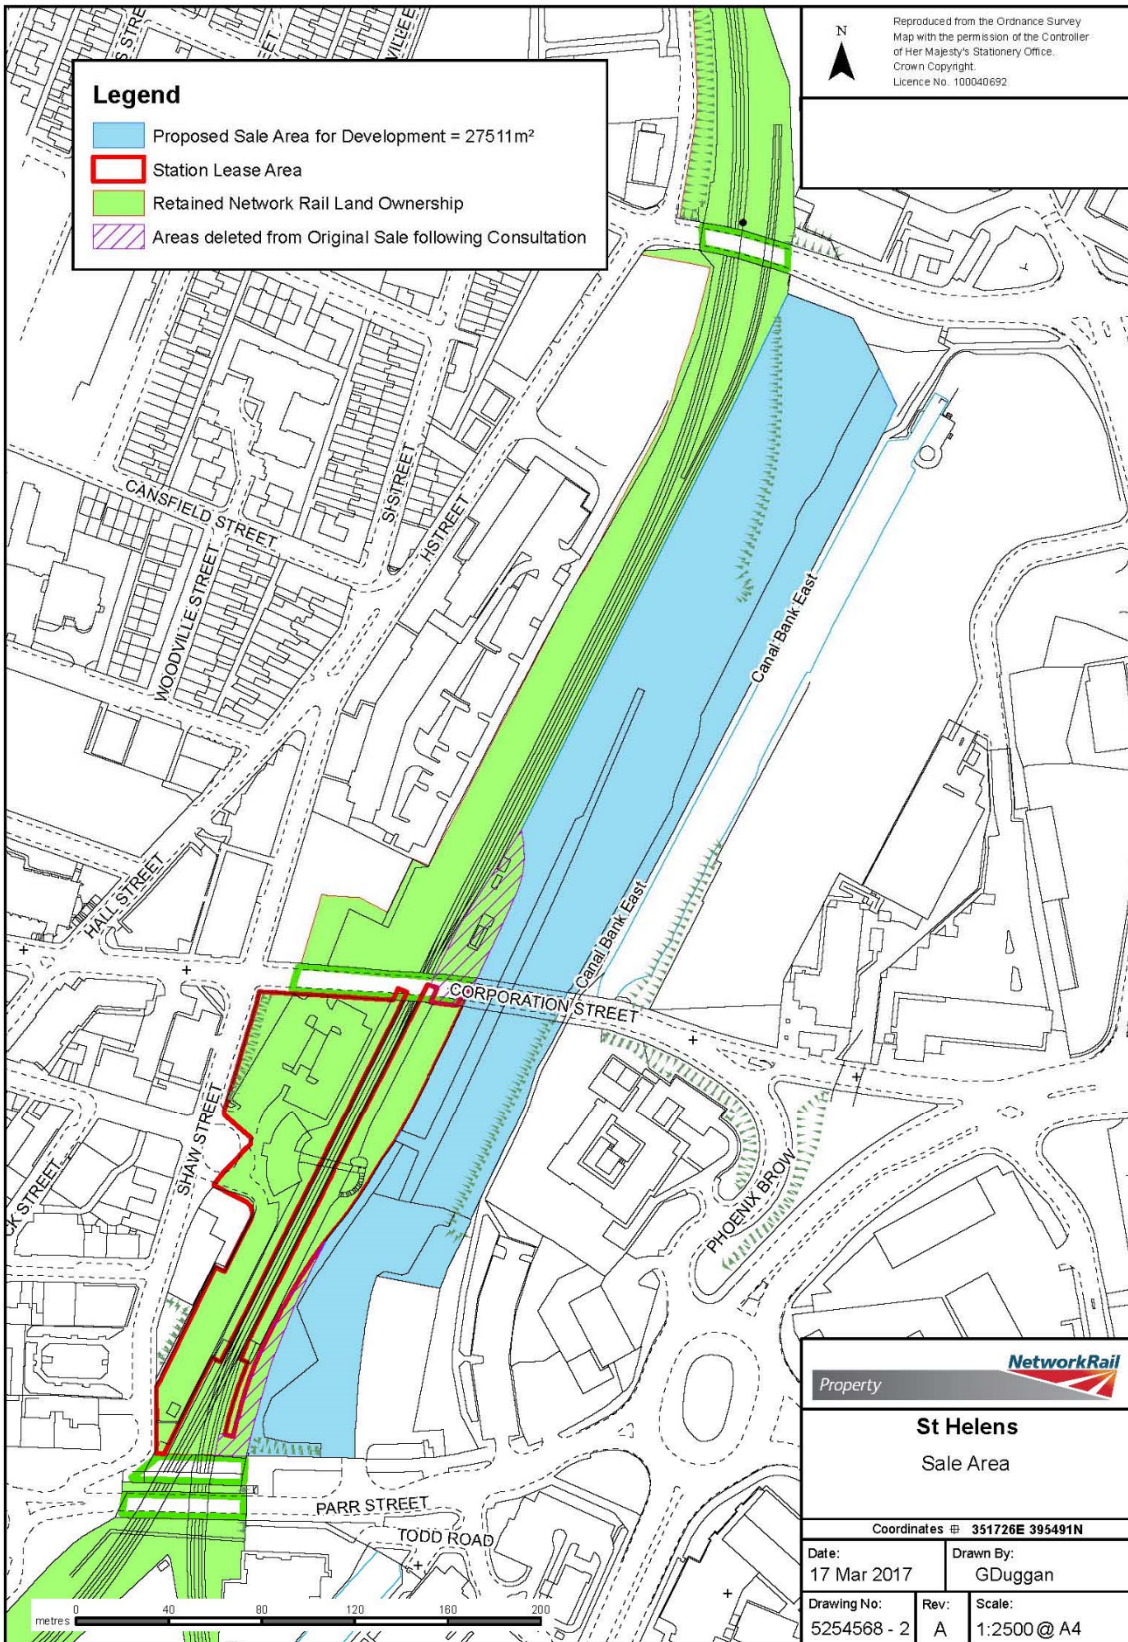 N
Reproduced from the Ordnance Survey
Map with the permission of the Controller
of Her Majesty's Stationery Office.
Crown Copyright.
Licence No. 100040692
Legend
Proposed Sale Area for Development = 27511m²
Station Lease Area
Retained Network Rail Land Ownership
Areas deleted from Original Sale following Consultation
CANSFIELD STREET
WOODVILLE STREET
SI STREET
H STREET
Canal Bank East
HALL STREET
Canal Bank East
CORPORATION STREET
SHAW STREET
CK STREET
PHOENIX BROW
PARR STREET
TODD ROAD
metres 0 40 80 120 160 200
NetworkRail
Property
St Helens
Sale Area
Coordinates 351726E 395491N
Date:
17 Mar 2017
Drawn By:
GDuggan
Drawing No:
5254568 - 2
Rev:
A
Scale:
1:2500 @ A4